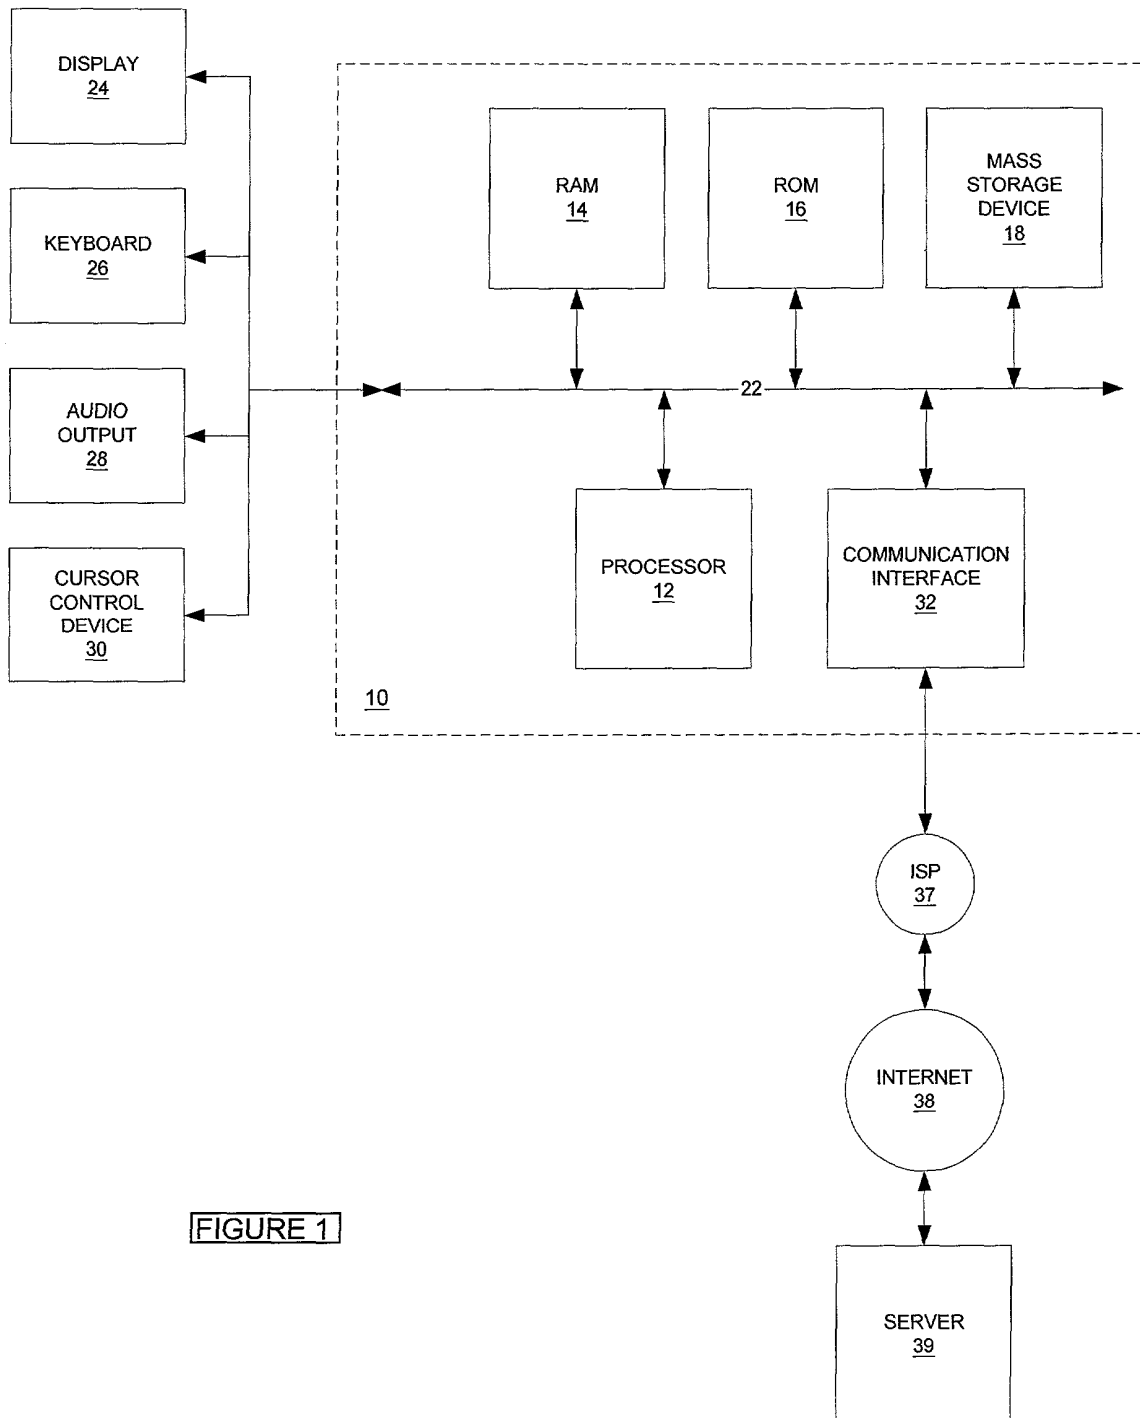 DISPLAY
24
KEYBOARD
26
AUDIO
OUTPUT
28
CURSOR
CONTROL
DEVICE
30
RAM
14
ROM
16
MASS
STORAGE
DEVICE
18
22
PROCESSOR
12
COMMUNICATION
INTERFACE
32
10
ISP
37
INTERNET
38
SERVER
39
FIGURE 1